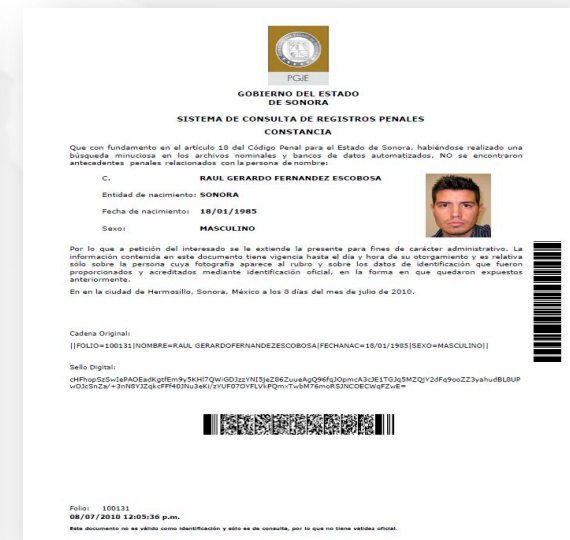 PGJE
GOBIERNO DEL ESTADO
DE SONORA
SISTEMA DE CONSULTA DE REGISTROS PENALES
CONSTANCIA
Que con fundamento en el artículo 18 del Código Penal para el Estado de Sonora, habiéndose realizado una
búsqueda minuciosa en los archivos nominales y bancos de datos automatizados, NO se encontraron
antecedentes penales relacionados con la persona de nombre:
C. RAUL GERARDO FERNANDEZ ESCOBOSA
Entidad de nacimiento: SONORA
Fecha de nacimiento: 18/01/1985
Sexo: MASCULINO
Por lo que a petición del interesado se le extiende la presente para fines de carácter administrativo. La
información contenida en este documento tiene vigencia hasta el día y hora de su otorgamiento y es relativa
sólo sobre la persona cuya fotografía aparece al rubro y sobre los datos de identificación que fueron
proporcionados y acreditados mediante identificación oficial, en la forma en que quedaron expuestos
anteriormente.
En en la ciudad de Hermosillo, Sonora, México a los 8 días del mes de julio de 2010.
Cadena Original:
||FOLIO=100131|NOMBRE=RAUL GERARDOFERNANDEZESCOBOSA|FECHANAC=18/01/1985|SEXO=MASCULINO||
Sello Digital:
Folio: 100131
08/07/2010 12:05:36 p.m.
Este documento no es válido como identificación y sólo es de consulta, por lo que no tiene validez oficial.